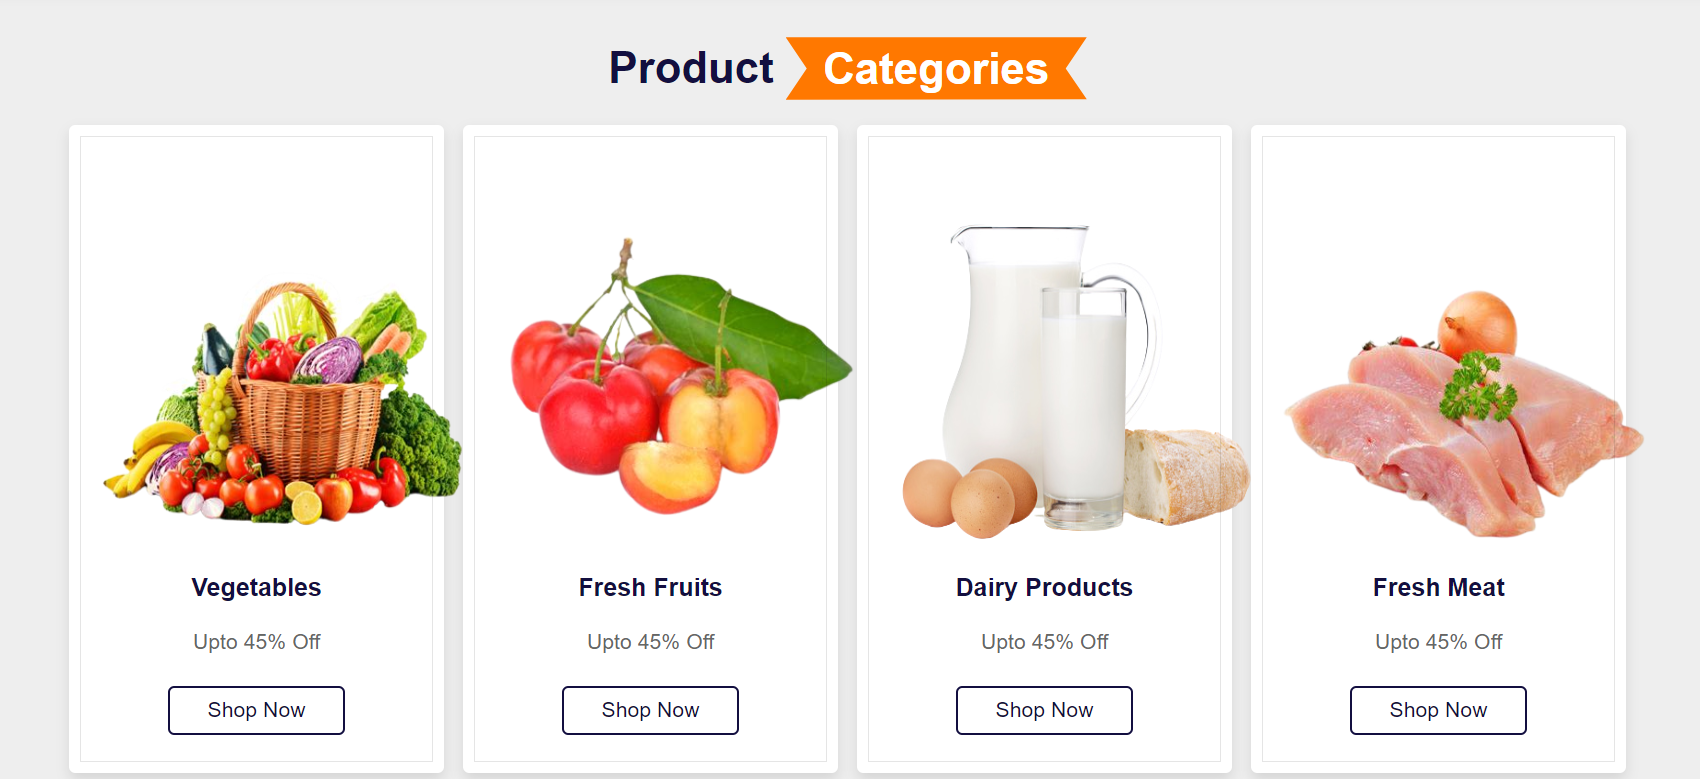 Product Categories
Vegetables
Upto 45% Off
Shop Now
Fresh Fruits
Upto 45% Off
Shop Now
Dairy Products
Upto 45% Off
Shop Now
Fresh Meat
Upto 45% Off
Shop Now